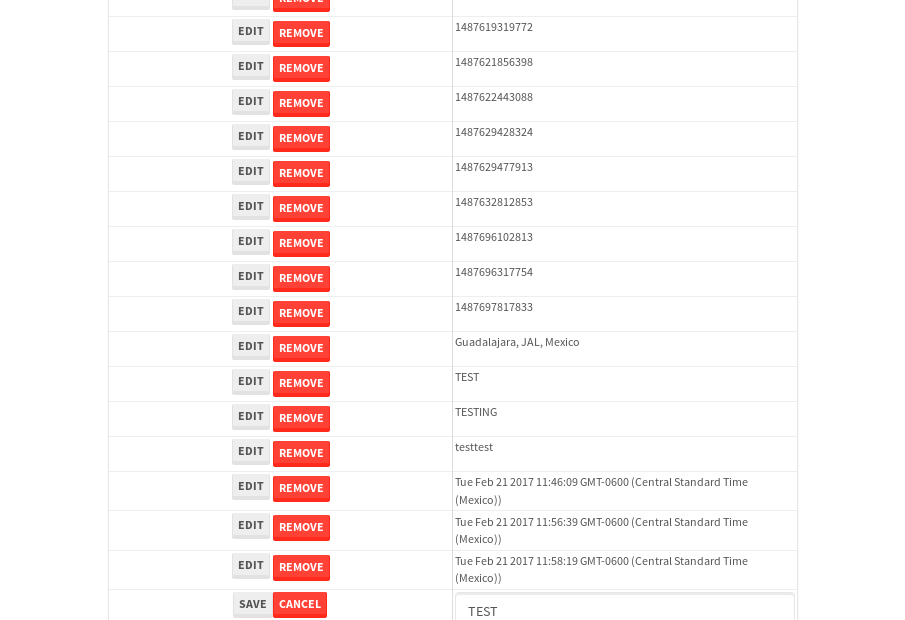 REMOVE
EDIT REMOVE 1487619319772
EDIT REMOVE 1487621856398
EDIT REMOVE 1487622443088
EDIT REMOVE 1487629428324
EDIT REMOVE 1487629477913
EDIT REMOVE 1487632812853
EDIT REMOVE 1487696102813
EDIT REMOVE 1487696317754
EDIT REMOVE 1487697817833
EDIT REMOVE Guadalajara, JAL, Mexico
EDIT REMOVE TEST
EDIT REMOVE TESTING
EDIT REMOVE testtest
EDIT REMOVE Tue Feb 21 2017 11:46:09 GMT-0600 (Central Standard Time
(Mexico))
EDIT REMOVE Tue Feb 21 2017 11:56:39 GMT-0600 (Central Standard Time
(Mexico))
EDIT REMOVE Tue Feb 21 2017 11:58:19 GMT-0600 (Central Standard Time
(Mexico))
SAVE CANCEL TEST